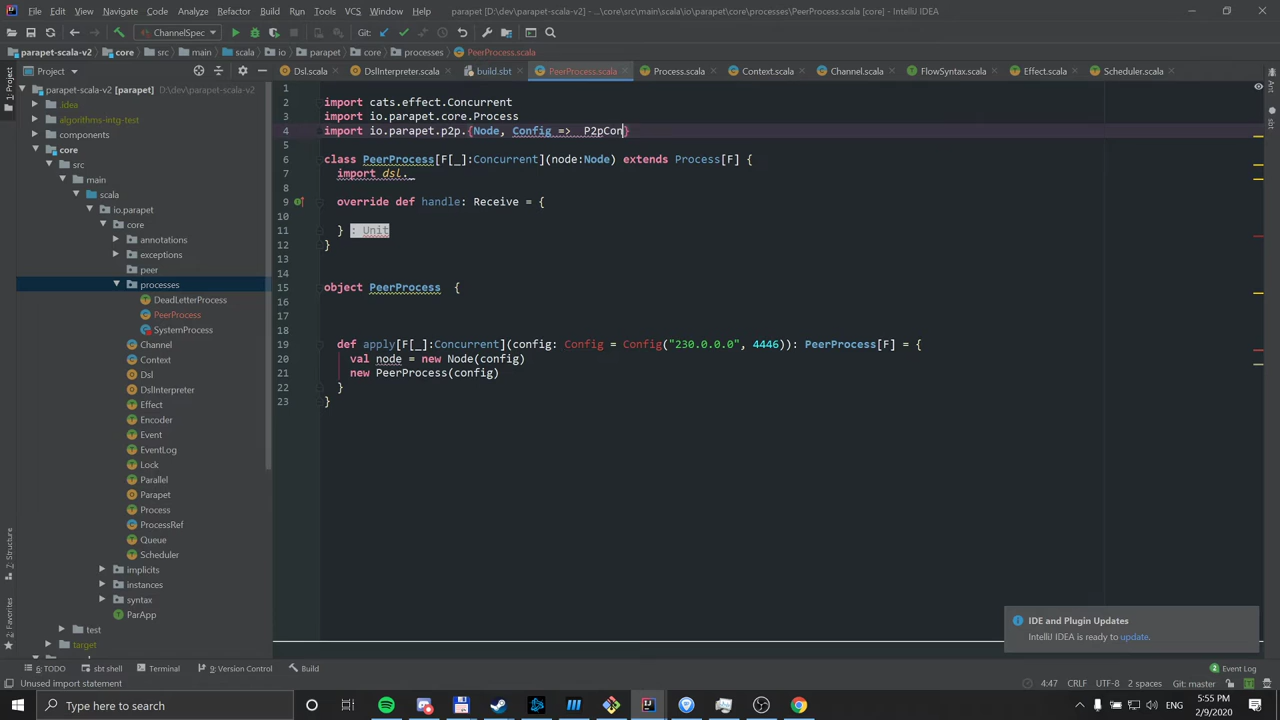 File Edit View Navigate Code Analyze Refactor Build Run Tools VCS Window Help parapet [D:\dev\parapet-scala-v2] - ...\core\src\main\scala\io\parapet\core\processes\PeerProcess.scala [core] - IntelliJ IDEA
ChannelSpec Git:
parapet-scala-v2 core src main scala io parapet core processes PeerProcess.scala
Project Dsl.scala DslInterpreter.scala build.sbt PeerProcess.scala Process.scala Context.scala Channel.scala FlowSyntax.scala Effect.scala Scheduler.scala
1: Project
Ant
sbt
7: Structure
2: Favorites
parapet-scala-v2 [parapet] D:\dev\parapet-scala-v2
.idea
algorithms-intg-test
components
core
src
main
scala
io.parapet
core
annotations
exceptions
peer
processes
DeadLetterProcess
PeerProcess
SystemProcess
Channel
Context
Dsl
DslInterpreter
Effect
Encoder
Event
EventLog
Lock
Parallel
Parapet
Process
ProcessRef
Queue
Scheduler
implicits
instances
syntax
ParApp
test
target
1
2 import cats.effect.Concurrent
3 import io.parapet.core.Process
4 import io.parapet.p2p.{Node, Config => P2pCon}
5
6 class PeerProcess[F[_]:Concurrent](node:Node) extends Process[F] {
7 import dsl._
8
9 override def handle: Receive = {
10
11 } : Unit
12 }
13
14
15 object PeerProcess {
16
17
18
19 def apply[F[_]:Concurrent](config: Config = Config("230.0.0.0", 4446)): PeerProcess[F] = {
20 val node = new Node(config)
21 new PeerProcess(config)
22 }
23 }
IDE and Plugin Updates
IntelliJ IDEA is ready to update.
6: TODO sbt shell Terminal 9: Version Control Build Event Log
Unused import statement 4:47 CRLF UTF-8 2 spaces Git: master
Type here to search ENG 5:55 PM
2/9/2020